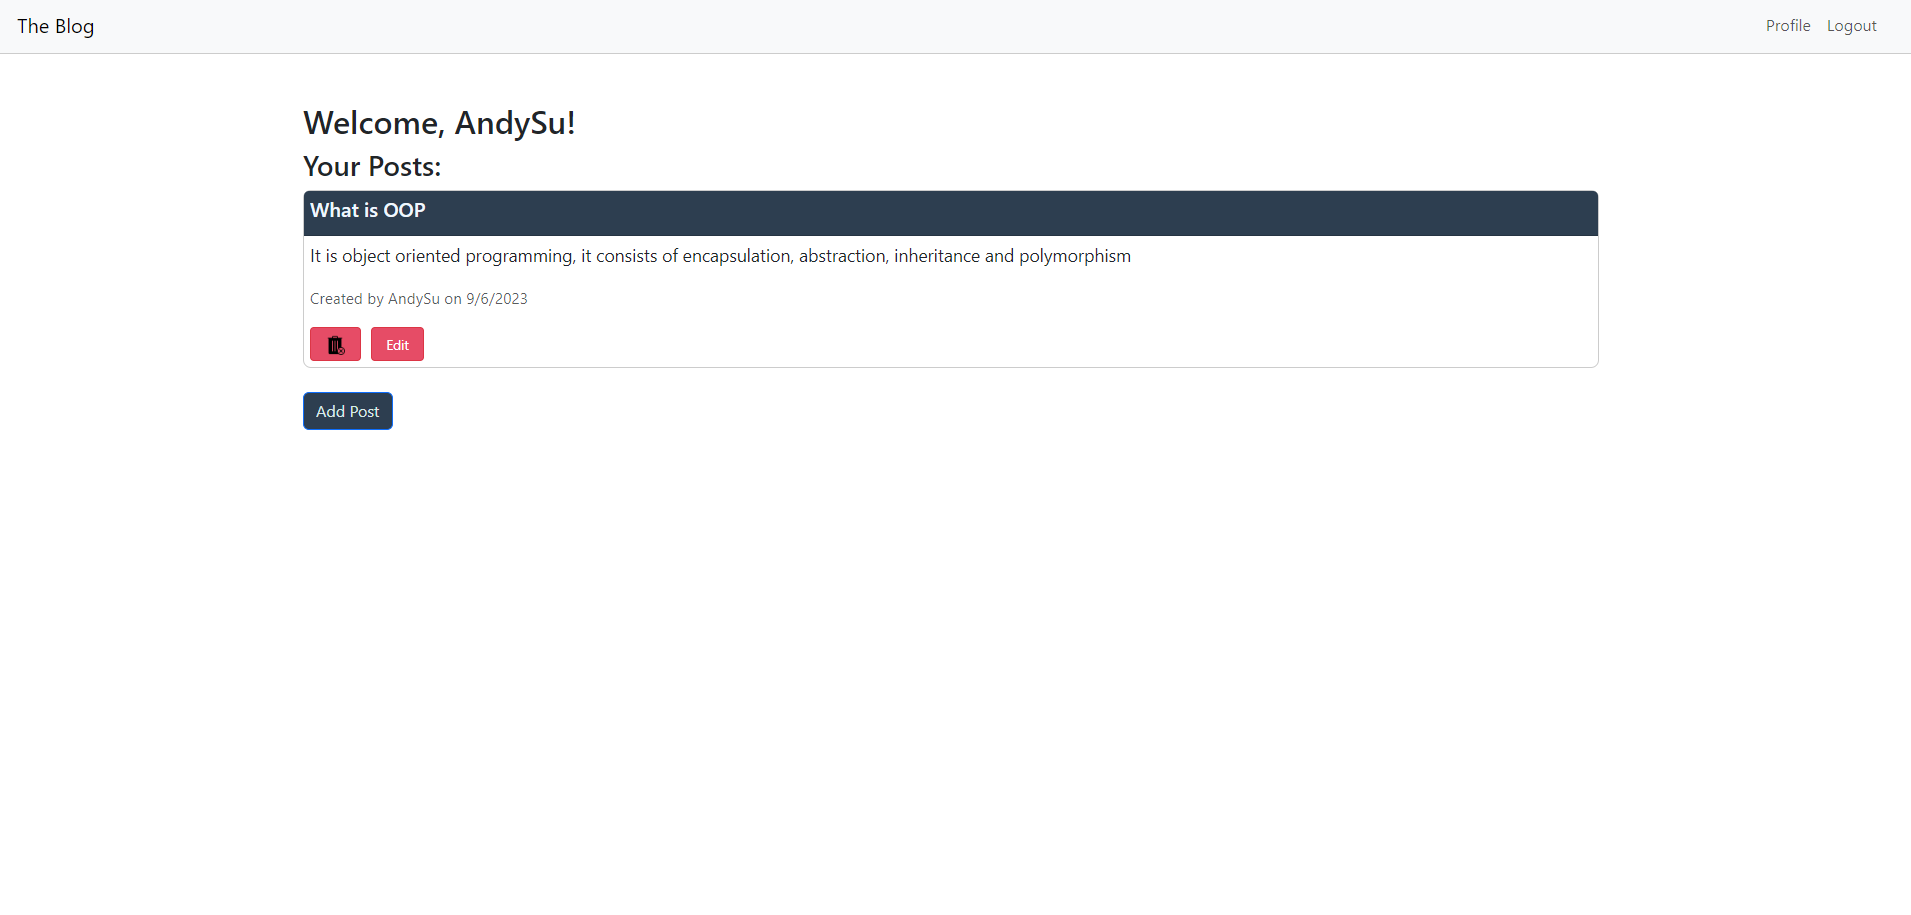 The Blog
Profile Logout
Welcome, AndySu!
Your Posts:
What is OOP
It is object oriented programming, it consists of encapsulation, abstraction, inheritance and polymorphism
Created by AndySu on 9/6/2023
Edit
Add Post